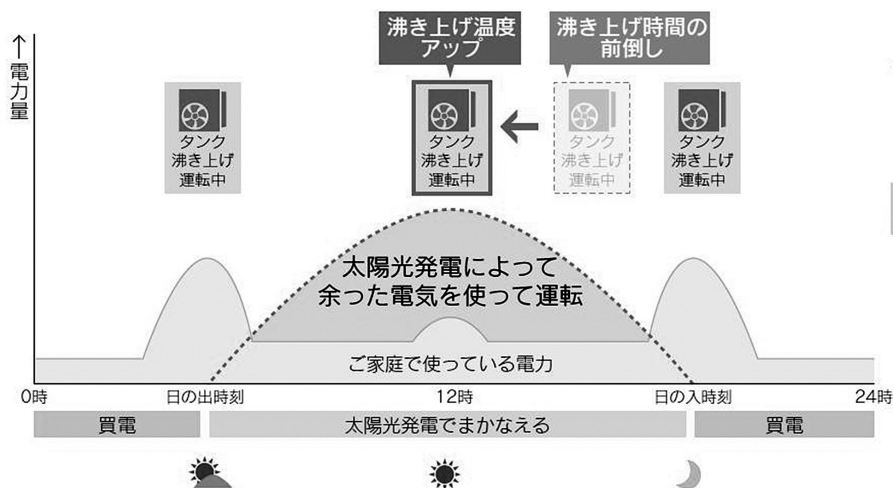 沸き上げ温度
アップ
沸き上げ時間の
前倒し
↑電力量
タンク
沸き上げ
運転中
タンク
沸き上げ
運転中
タンク
沸き上げ
運転中
タンク
沸き上げ
運転中
太陽光発電によって
余った電気を使って運転
ご家庭で使っている電力
0時
日の出時刻
12時
日の入時刻
24時
買電
太陽光発電でまかなえる
買電